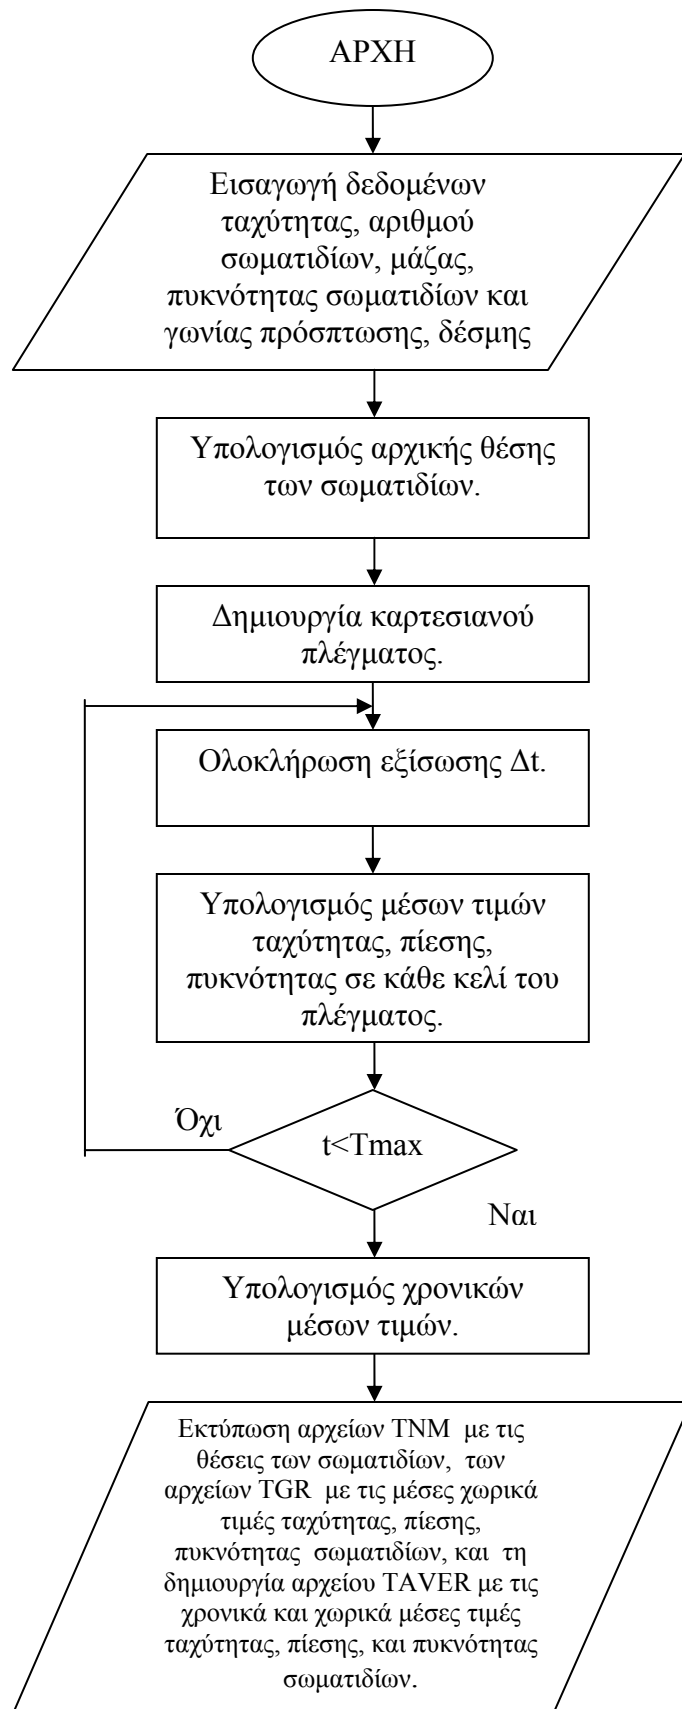 ΑΡΧΗ
Εισαγωγή δεδομένων
ταχύτητας, αριθμού
σωματιδίων, μάζας,
πυκνότητας σωματιδίων και
γωνίας πρόσπτωσης, δέσμης
Υπολογισμός αρχικής θέσης
των σωματιδίων.
Δημιουργία καρτεσιανού
πλέγματος.
Ολοκλήρωση εξίσωσης Δt.
Υπολογισμός μέσων τιμών
ταχύτητας, πίεσης,
πυκνότητας σε κάθε κελί του
πλέγματος.
Όχι
t<Tmax
Ναι
Υπολογισμός χρονικών
μέσων τιμών.
Εκτύπωση αρχείων TNM με τις
θέσεις των σωματιδίων, των
αρχείων TGR με τις μέσες χωρικά
τιμές ταχύτητας, πίεσης,
πυκνότητας σωματιδίων, και τη
δημιουργία αρχείου TAVER με τις
χρονικά και χωρικά μέσες τιμές
ταχύτητας, πίεσης, και πυκνότητας
σωματιδίων.